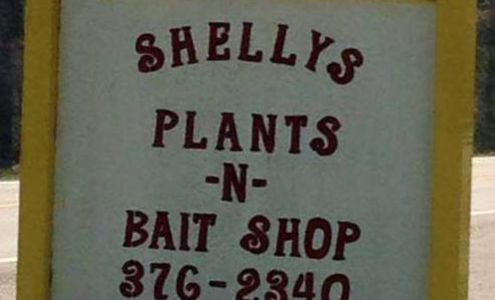 SHELLYS
PLANTS
-N-
BAIT SHOP
376-2340